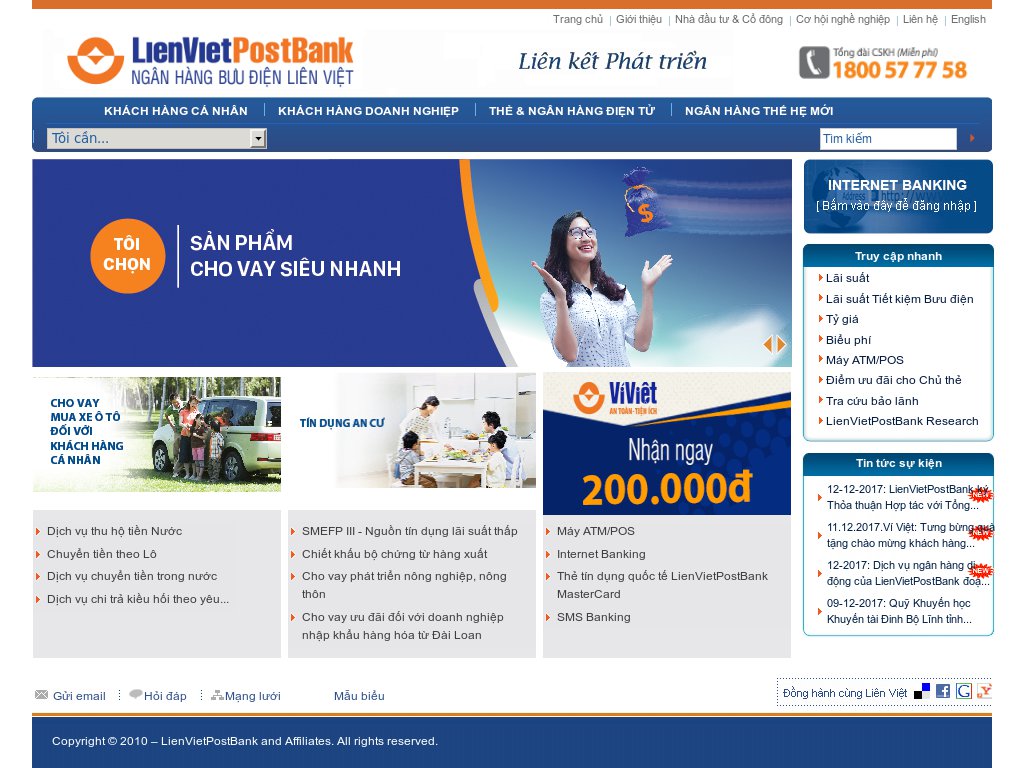 Trang chủ | Giới thiệu | Nhà đầu tư & Cổ đông | Cơ hội nghề nghiệp | Liên hệ | English
LienVietPostBank
NGÂN HÀNG BƯU ĐIỆN LIÊN VIỆT
Liên kết Phát triển
Tổng đài CSKH (Miễn phí)
1800 57 77 58
KHÁCH HÀNG CÁ NHÂN | KHÁCH HÀNG DOANH NGHIỆP | THẺ & NGÂN HÀNG ĐIỆN TỬ | NGÂN HÀNG THẾ HỆ MỚI
Tôi cần...
Tìm kiếm
TÔI
CHỌN
SẢN PHẨM
CHO VAY SIÊU NHANH
$
INTERNET BANKING
[ Bấm vào đây để đăng nhập ]
Truy cập nhanh
Lãi suất
Lãi suất Tiết kiệm Bưu điện
Tỷ giá
Biểu phí
Máy ATM/POS
Điểm ưu đãi cho Chủ thẻ
Tra cứu bảo lãnh
LienVietPostBank Research
CHO VAY
MUA XE Ô TÔ
ĐỐI VỚI
KHÁCH HÀNG
CÁ NHÂN
TÍN DỤNG AN CƯ
VíViệt
AN TOÀN-TIỆN ÍCH
Nhận ngay
200.000đ
Tin tức sự kiện
12-12-2017: LienVietPostBank ký
Thỏa thuận Hợp tác với Tổng...
NEW
11.12.2017.Ví Việt: Tưng bừng quà
tặng chào mừng khách hàng...
NEW
12-2017: Dịch vụ ngân hàng di
động của LienVietPostBank đoạ...
NEW
09-12-2017: Quỹ Khuyến học
Khuyến tài Đinh Bộ Lĩnh tỉnh...
Dịch vụ thu hộ tiền Nước
Chuyển tiền theo Lô
Dịch vụ chuyển tiền trong nước
Dịch vụ chi trả kiều hối theo yêu...
SMEFP III - Nguồn tín dụng lãi suất thấp
Chiết khấu bộ chứng từ hàng xuất
Cho vay phát triển nông nghiệp, nông
thôn
Cho vay ưu đãi đối với doanh nghiệp
nhập khẩu hàng hóa từ Đài Loan
Máy ATM/POS
Internet Banking
Thẻ tín dụng quốc tế LienVietPostBank
MasterCard
SMS Banking
Gửi email
Hỏi đáp
Mạng lưới
Mẫu biểu
Đồng hành cùng Liên Việt
Copyright © 2010 – LienVietPostBank and Affiliates. All rights reserved.